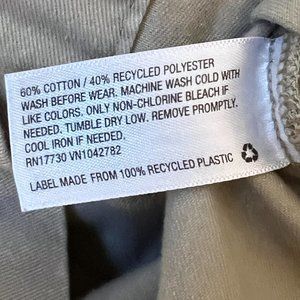 60% COTTON / 40% RECYCLED POLYESTER
WASH BEFORE WEAR. MACHINE WASH COLD WITH
LIKE COLORS. ONLY NON-CHLORINE BLEACH IF
NEEDED. TUMBLE DRY LOW. REMOVE PROMPTLY.
COOL IRON IF NEEDED.
RN17730 VN1042782
LABEL MADE FROM 100% RECYCLED PLASTIC